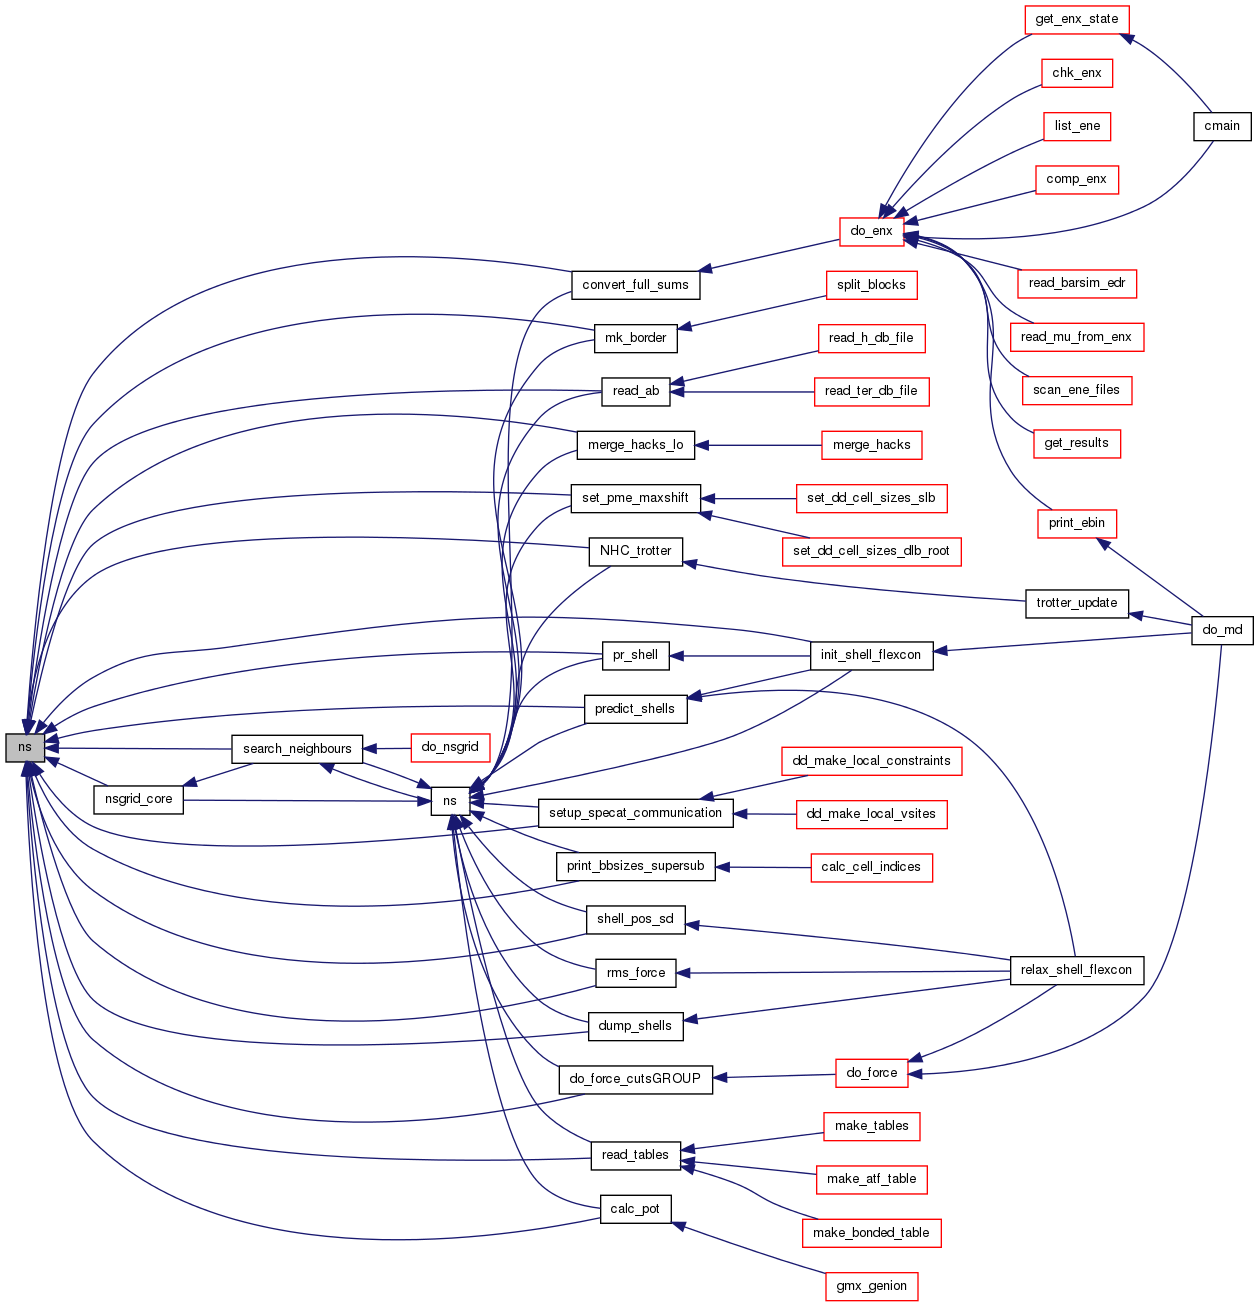 get_enx_state
chk_enx
list_ene
cmain
comp_enx
do_enx
read_barsim_edr
convert_full_sums
split_blocks
read_mu_from_enx
mk_border
read_h_db_file
read_ab
read_ter_db_file
scan_ene_files
merge_hacks_lo
merge_hacks
get_results
set_pme_maxshift
set_dd_cell_sizes_slb
print_ebin
NHC_trotter
set_dd_cell_sizes_dlb_root
trotter_update
do_md
pr_shell
init_shell_flexcon
predict_shells
ns
search_neighbours
do_nsgrid
dd_make_local_constraints
nsgrid_core
ns
setup_specat_communication
dd_make_local_vsites
print_bbsizes_supersub
calc_cell_indices
shell_pos_sd
rms_force
relax_shell_flexcon
dump_shells
do_force_cutsGROUP
do_force
make_tables
read_tables
make_atf_table
calc_pot
make_bonded_table
gmx_genion